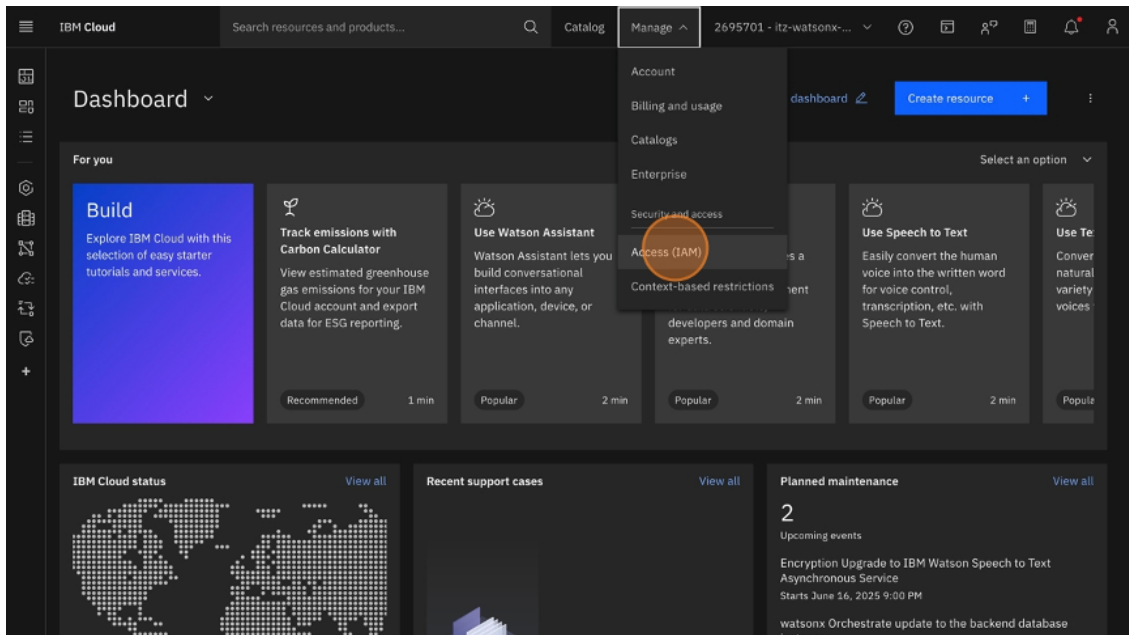 IBM Cloud
Search resources and products...
Catalog
Manage
2695701 - itz-watsonx-...
Account
Billing and usage
Catalogs
Enterprise
Security and access
Access (IAM)
Context-based restrictions
Dashboard
dashboard
Create resource +
For you
Select an option
Build
Explore IBM Cloud with this
selection of easy starter
tutorials and services.
Track emissions with
Carbon Calculator
View estimated greenhouse
gas emissions for your IBM
Cloud account and export
data for ESG reporting.
Recommended
1 min
Use Watson Assistant
Watson Assistant lets you
build conversational
interfaces into any
application, device, or
channel.
Popular
2 min
developers and domain
experts.
Popular
2 min
Use Speech to Text
Easily convert the human
voice into the written word
for voice control,
transcription, etc. with
Speech to Text.
Popular
2 min
Use
natural
variety
voices
IBM Cloud status
View all
Recent support cases
View all
Planned maintenance
View all
2
Upcoming events
Encryption Upgrade to IBM Watson Speech to Text
Asynchronous Service
Starts June 16, 2025 9:00 PM
watsonx Orchestrate update to the backend database